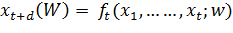 x_{t+d}(W) = f_t(x_1, ……, x_t; w)